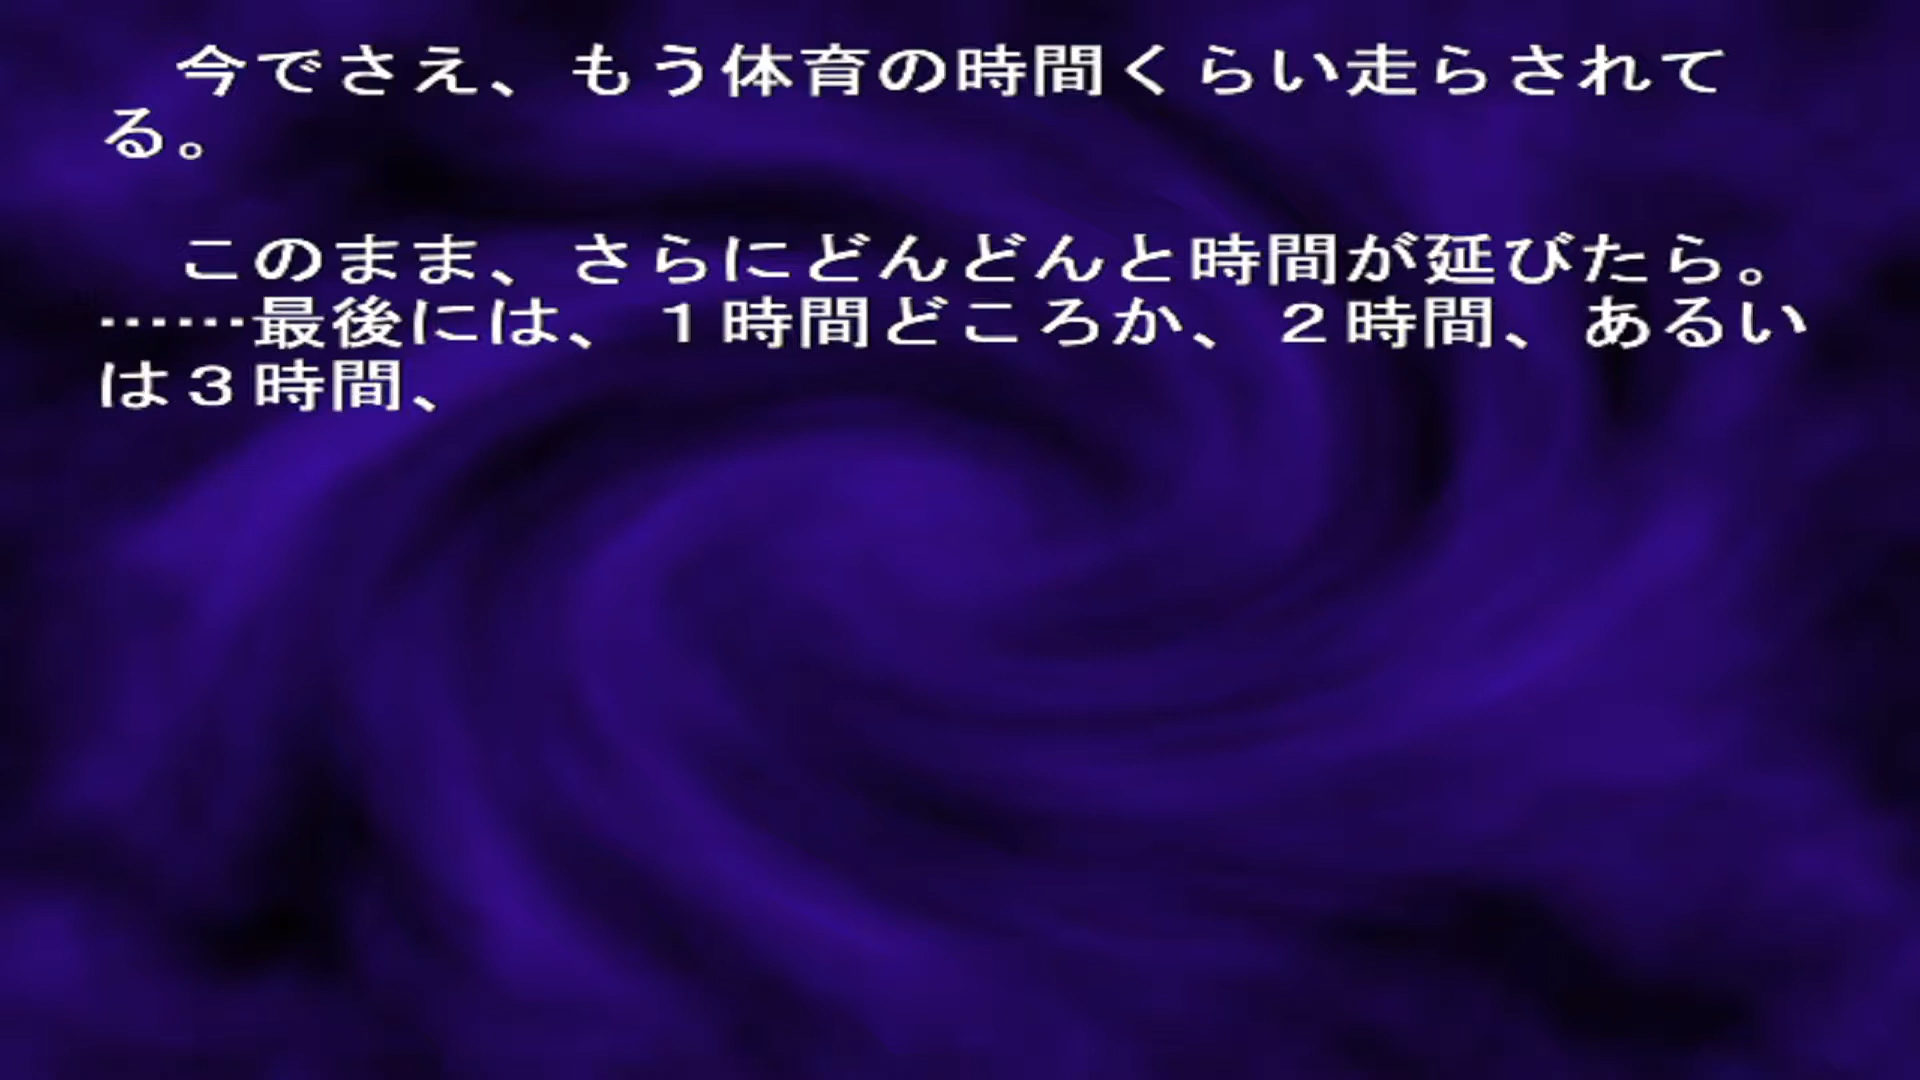 今でさえ、もう体育の時間くらい走らされて
る。
　このまま、さらにどんどんと時間が延びたら。
……最後には、１時間どころか、２時間、あるい
は３時間、